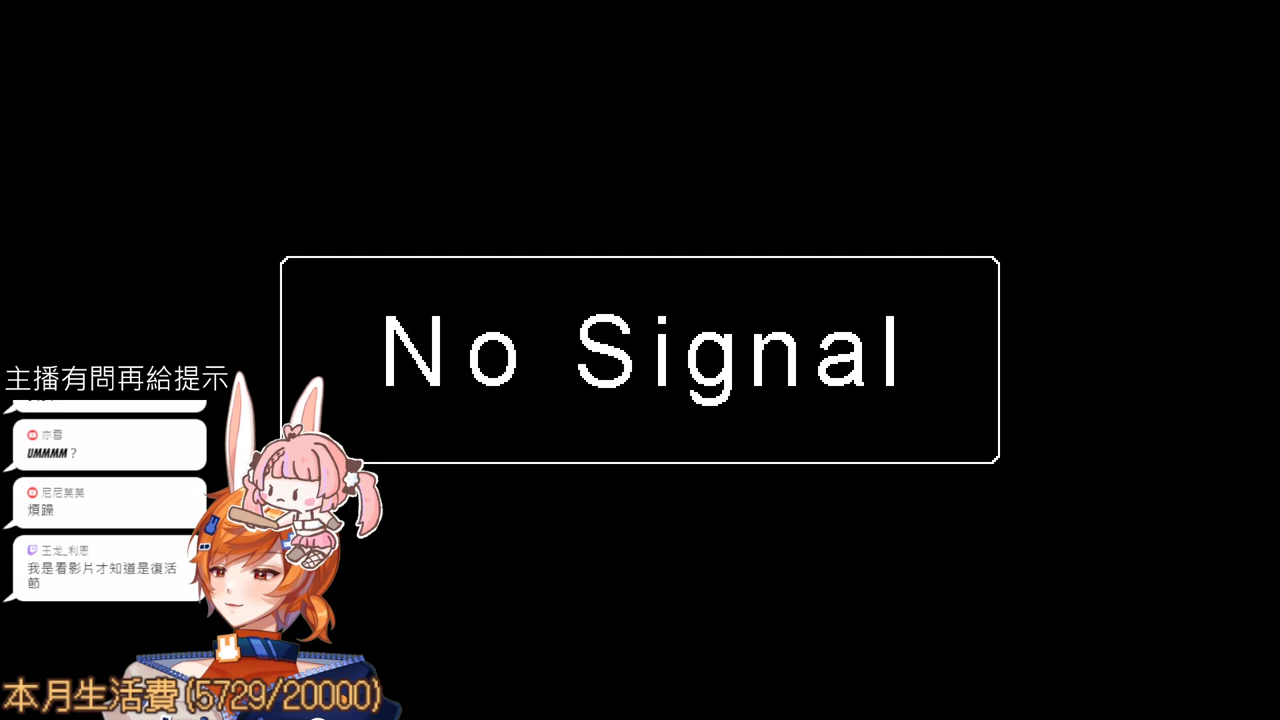 No Signal
主播有問再給提示
亦雪
UMMMM？
尼尼莫莫
煩躁
王龙_利恩
我是看影片才知道是復活
節
本月生活費 (5729/20000)